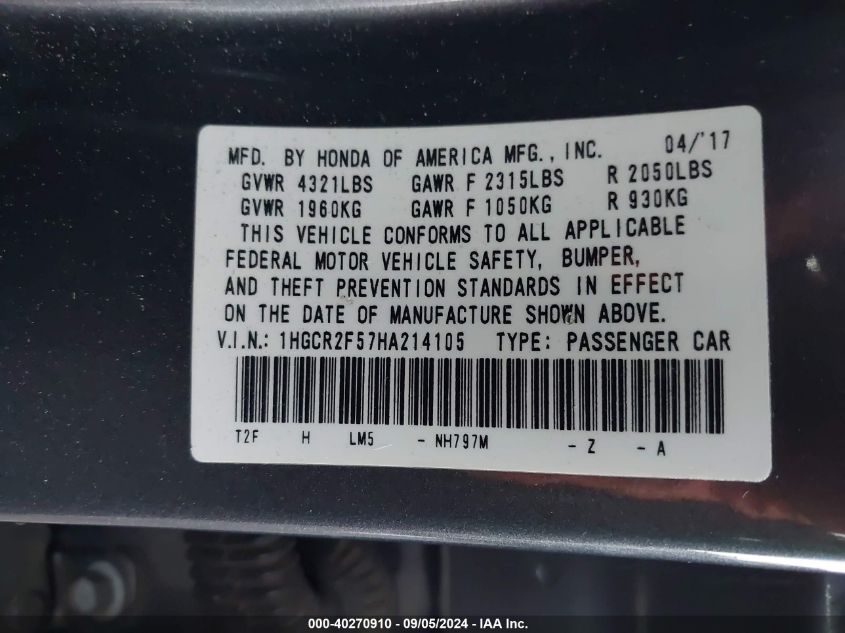 MFD. BY HONDA OF AMERICA MFG., INC. 04/'17
GVWR 4321LBS GAWR F 2315LBS R 2050LBS
GVWR 1960KG GAWR F 1050KG R 930KG
THIS VEHICLE CONFORMS TO ALL APPLICABLE
FEDERAL MOTOR VEHICLE SAFETY, BUMPER,
AND THEFT PREVENTION STANDARDS IN EFFECT
ON THE DATE OF MANUFACTURE SHOWN ABOVE.
V.I.N.: 1HGCR2F57HA214105 TYPE: PASSENGER CAR
T2F H LM5 - NH797M - Z - A
000-40270910 - 09/05/2024 - IAA Inc.